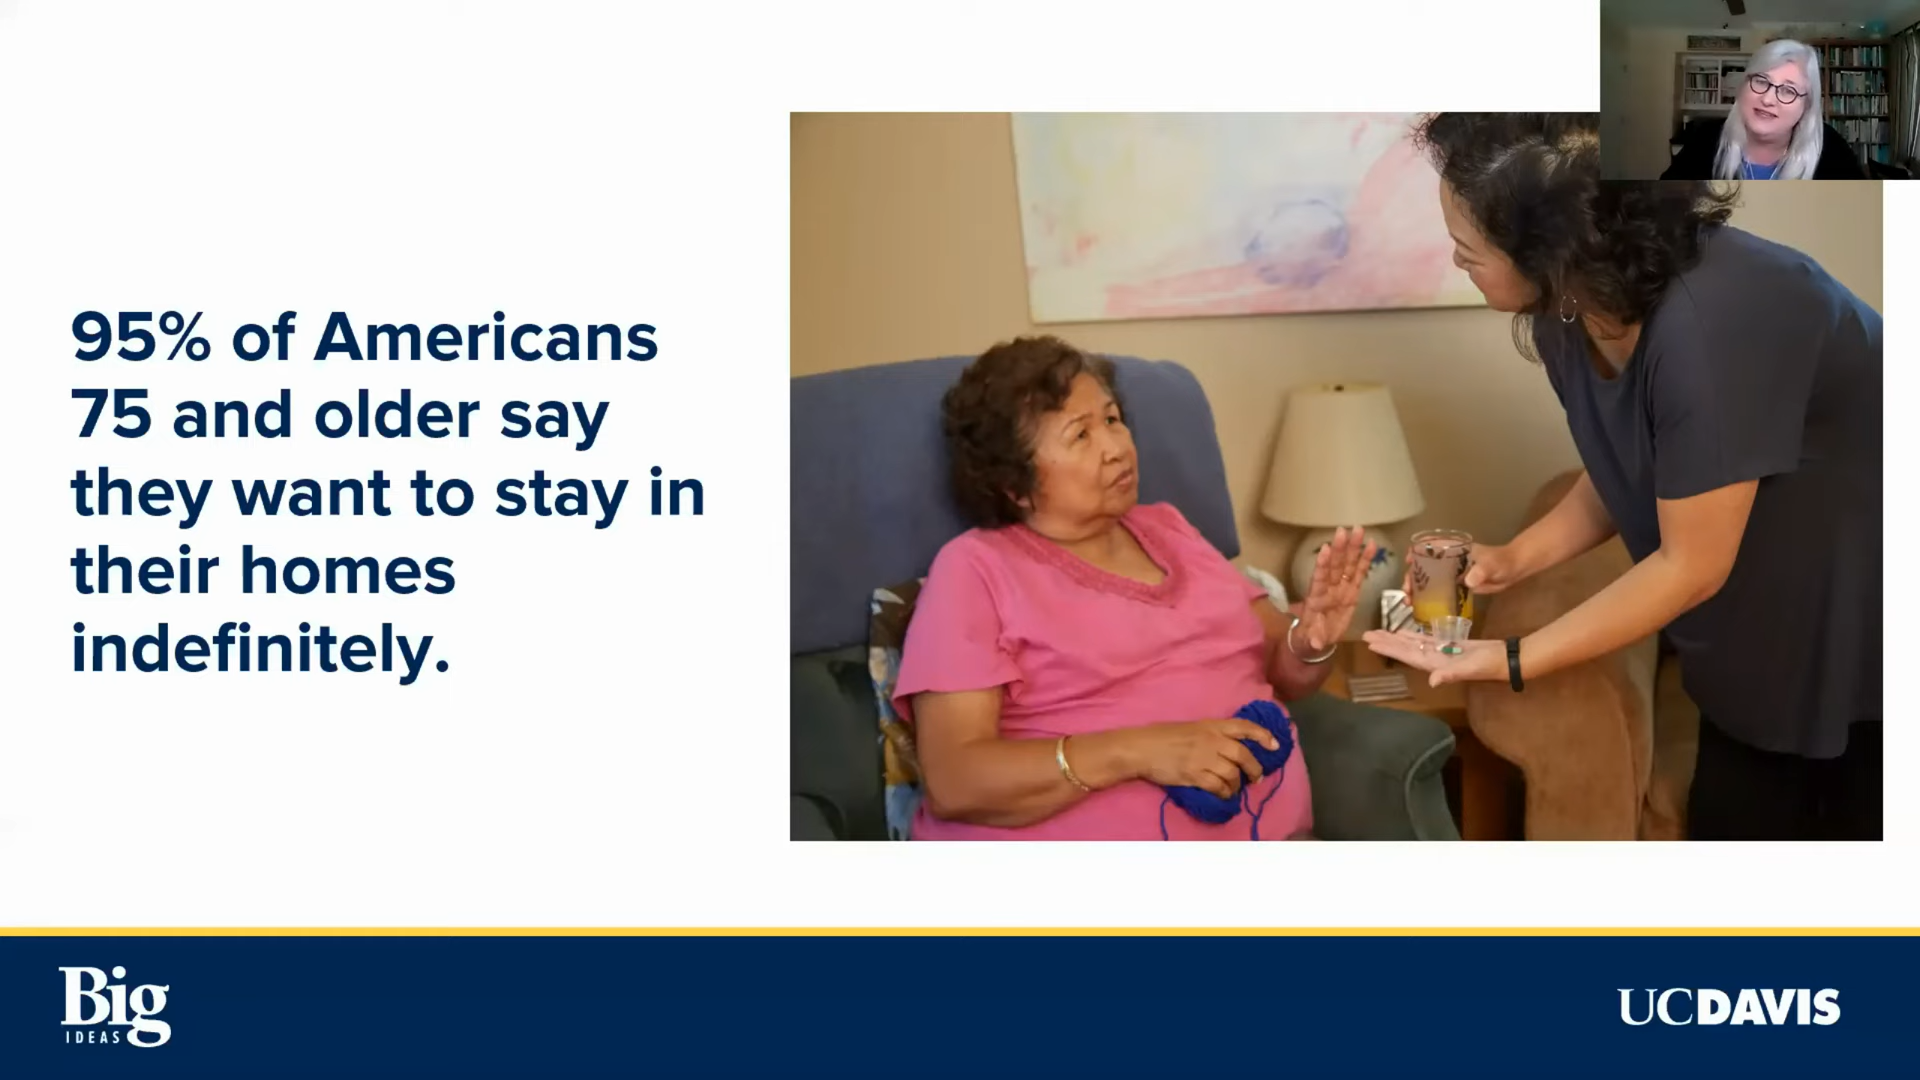 95% of Americans
75 and older say
they want to stay in
their homes
indefinitely.
Big
IDEAS
UCDAVIS